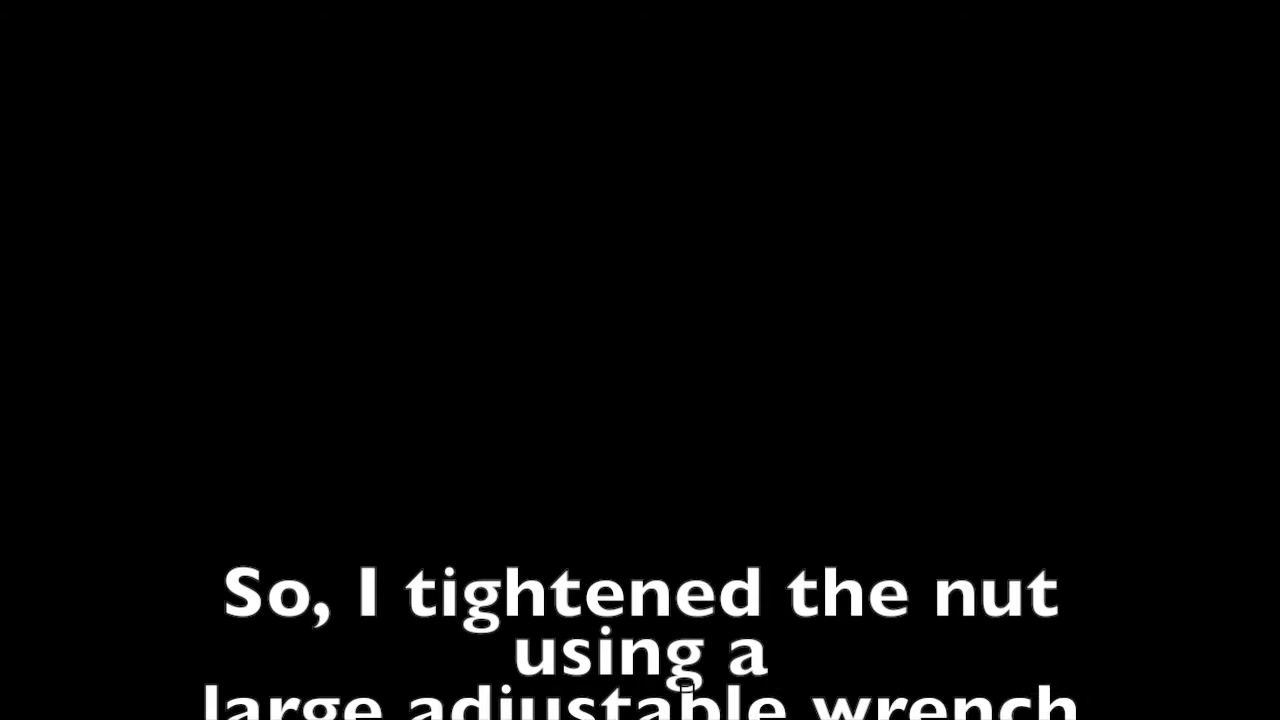 So, I tightened the nut
using a
large adjustable wrench